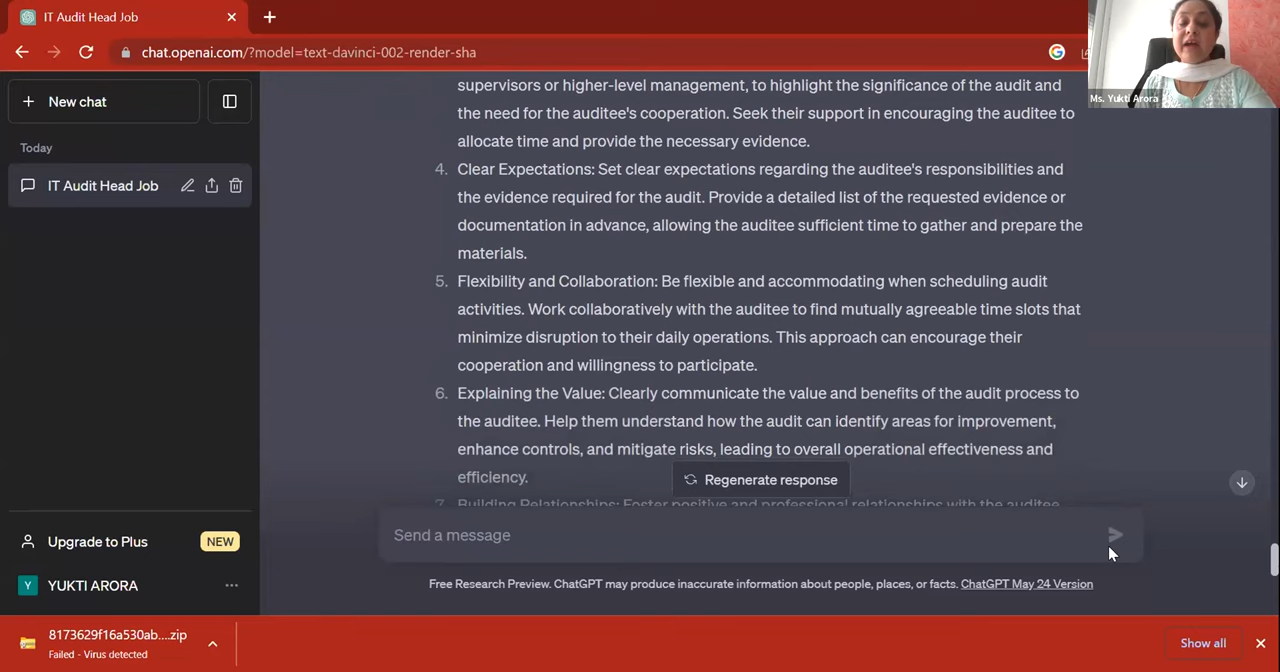 IT Audit Head Job
chat.openai.com/?model=text-davinci-002-render-sha
G
Ms. Yukti Arora
New chat
Today
IT Audit Head Job
supervisors or higher-level management, to highlight the significance of the audit and
the need for the auditee's cooperation. Seek their support in encouraging the auditee to
allocate time and provide the necessary evidence.
4. Clear Expectations: Set clear expectations regarding the auditee's responsibilities and
the evidence required for the audit. Provide a detailed list of the requested evidence or
documentation in advance, allowing the auditee sufficient time to gather and prepare the
materials.
5. Flexibility and Collaboration: Be flexible and accommodating when scheduling audit
activities. Work collaboratively with the auditee to find mutually agreeable time slots that
minimize disruption to their daily operations. This approach can encourage their
cooperation and willingness to participate.
6. Explaining the Value: Clearly communicate the value and benefits of the audit process to
the auditee. Help them understand how the audit can identify areas for improvement,
enhance controls, and mitigate risks, leading to overall operational effectiveness and
efficiency.
Regenerate response
7. Building Relationships: Foster positive and professional relationships with the auditee
Send a message
Free Research Preview. ChatGPT may produce inaccurate information about people, places, or facts. ChatGPT May 24 Version
Upgrade to Plus
NEW
Y
YUKTI ARORA
8173629f16a530ab....zip
Failed - Virus detected
Show all